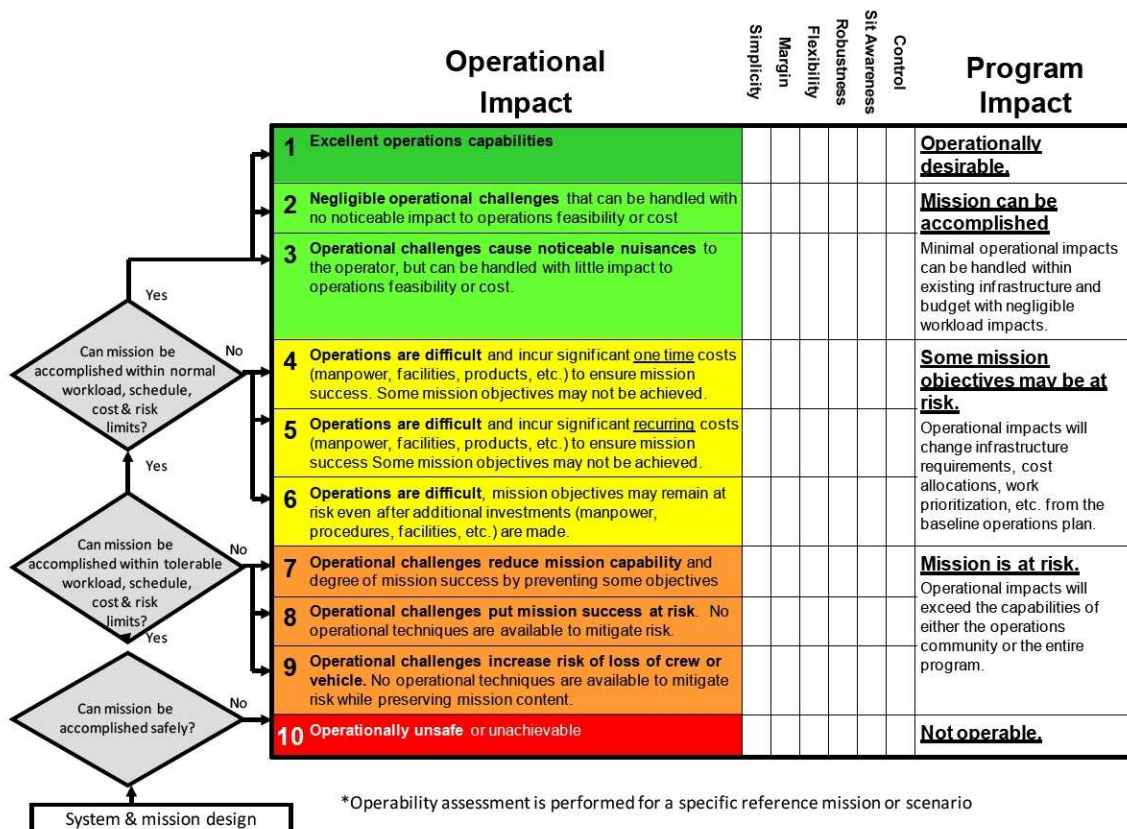 Operational
Impact
Simplicity
Margin
Flexibility
Robustness
Sit Awareness
Control
Program
Impact
1 Excellent operations capabilities
Operationally
desirable.
2 Negligible operational challenges that can be handled with
no noticeable impact to operations feasibility or cost
3 Operational challenges cause noticeable nuisances to
the operator, but can be handled with little impact to
operations feasibility or cost.
Mission can be
accomplished
Minimal operational impacts
can be handled within
existing infrastructure and
budget with negligible
workload impacts.
Yes
Can mission be
accomplished within normal
workload, schedule,
cost & risk
limits?
No
4 Operations are difficult and incur significant one time costs
(manpower, facilities, products, etc.) to ensure mission
success. Some mission objectives may not be achieved.
5 Operations are difficult and incur significant recurring costs
(manpower, facilities, products, etc.) to ensure mission
success Some mission objectives may not be achieved.
6 Operations are difficult, mission objectives may remain at
risk even after additional investments (manpower,
procedures, facilities, etc.) are made.
Some mission
objectives may be at
risk.
Operational impacts will
change infrastructure
requirements, cost
allocations, work
prioritization, etc. from the
baseline operations plan.
Yes
Can mission be
accomplished within tolerable
workload, schedule,
cost & risk
limits?
No
7 Operational challenges reduce mission capability and
degree of mission success by preventing some objectives
8 Operational challenges put mission success at risk. No
operational techniques are available to mitigate risk.
9 Operational challenges increase risk of loss of crew or
vehicle. No operational techniques are available to mitigate
risk while preserving mission content.
Mission is at risk.
Operational impacts will
exceed the capabilities of
either the operations
community or the entire
program.
Yes
Can mission be
accomplished safely?
No
10 Operationally unsafe or unachievable
Not operable.
System & mission design
*Operability assessment is performed for a specific reference mission or scenario